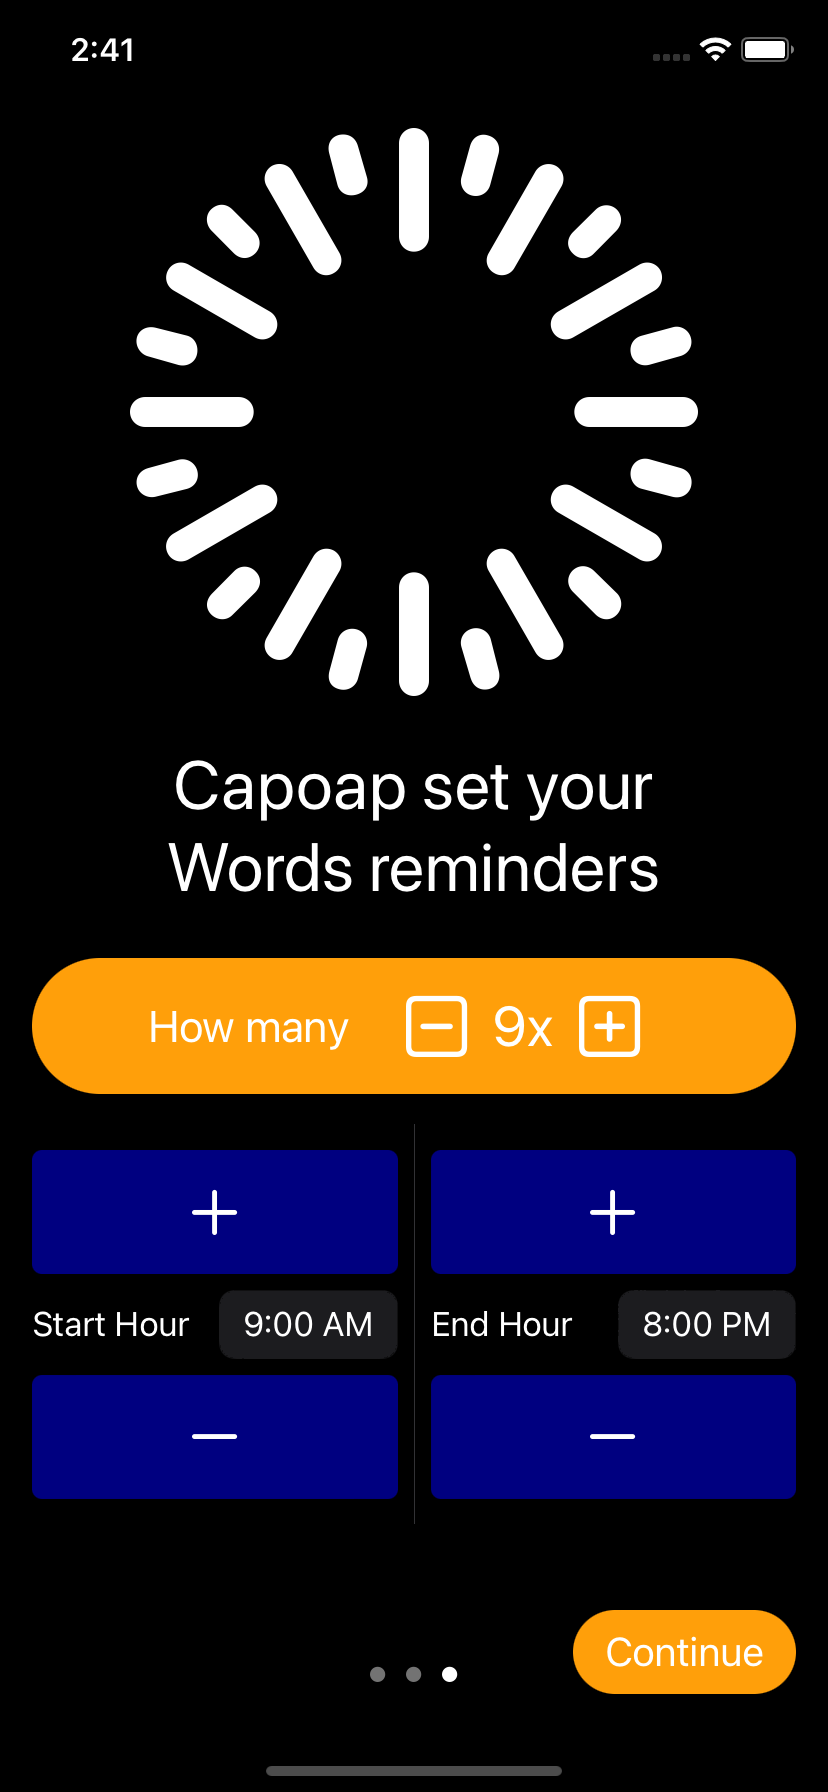 2:41
Capoap set your
Words reminders
How many 9x
Start Hour 9:00 AM
End Hour 8:00 PM
Continue